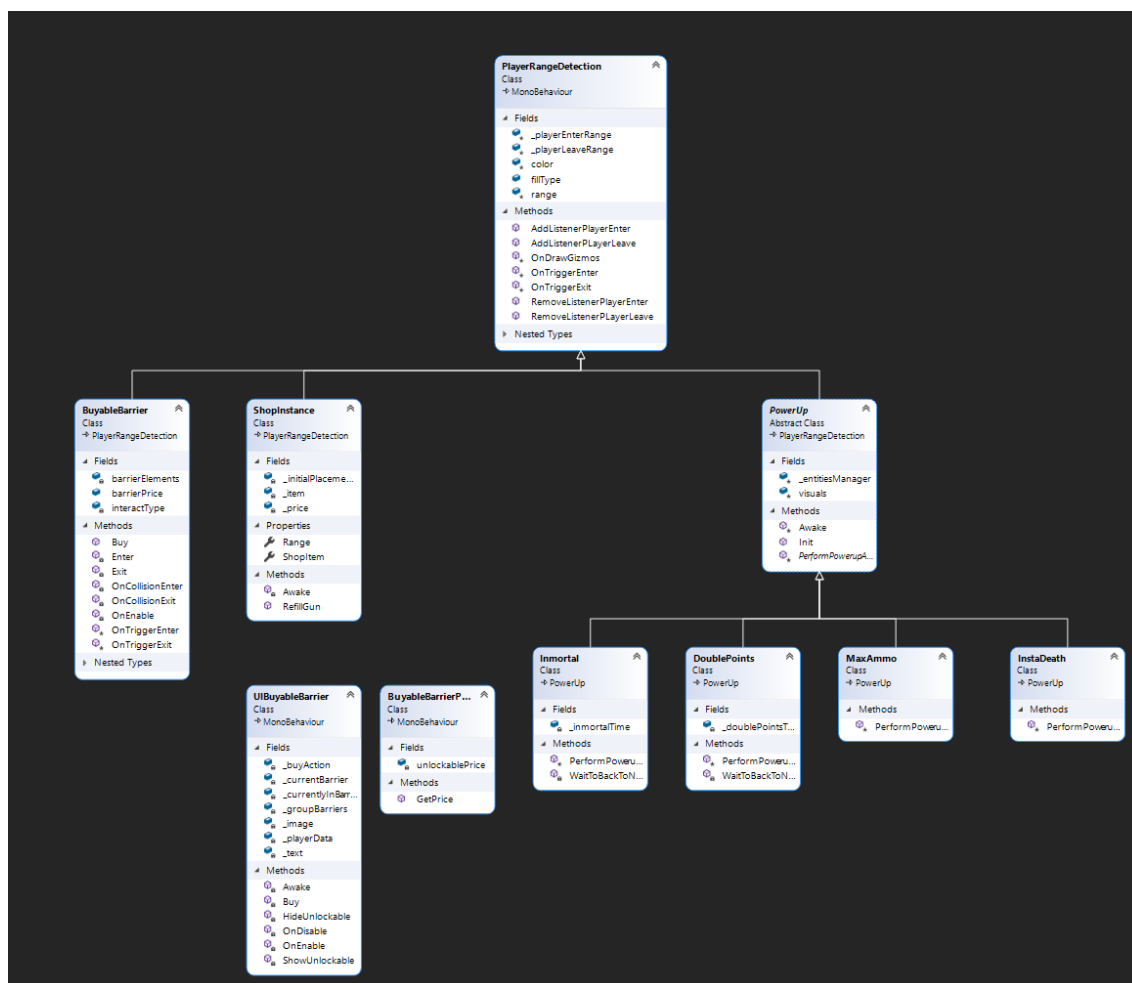 PlayerRangeDetection
Class
MonoBehaviour
Fields
_playerEnterRange
_playerLeaveRange
color
fillType
range
Methods
AddListenerPlayerEnter
AddListenerPLayerLeave
OnDrawGizmos
OnTriggerEnter
OnTriggerExit
RemoveListenerPlayerEnter
RemoveListenerPLayerLeave
Nested Types
BuyableBarrier
Class
PlayerRangeDetection
Fields
barrierElements
barrierPrice
interactType
Methods
Buy
Enter
Exit
OnCollisionEnter
OnCollisionExit
OnEnable
OnTriggerEnter
OnTriggerExit
Nested Types
ShopInstance
Class
PlayerRangeDetection
Fields
_initialPlaceme...
_item
_price
Properties
Range
ShopItem
Methods
Awake
RefillGun
PowerUp
Abstract Class
PlayerRangeDetection
Fields
_entitiesManager
visuals
Methods
Awake
Init
PerformPowerupA...
UIBuyableBarrier
Class
MonoBehaviour
Fields
_buyAction
_currentBarrier
_currentlyInBarr...
_groupBarriers
_image
_playerData
_text
Methods
Awake
Buy
HideUnlockable
OnDisable
OnEnable
ShowUnlockable
BuyableBarrierP...
Class
MonoBehaviour
Fields
unlockablePrice
Methods
GetPrice
Inmortal
Class
PowerUp
Fields
_inmortalTime
Methods
PerformPoweru...
WaitToBackToN...
DoublePoints
Class
PowerUp
Fields
_doublePointsT...
Methods
PerformPoweru...
WaitToBackToN...
MaxAmmo
Class
PowerUp
Methods
PerformPoweru...
InstaDeath
Class
PowerUp
Methods
PerformPoweru...